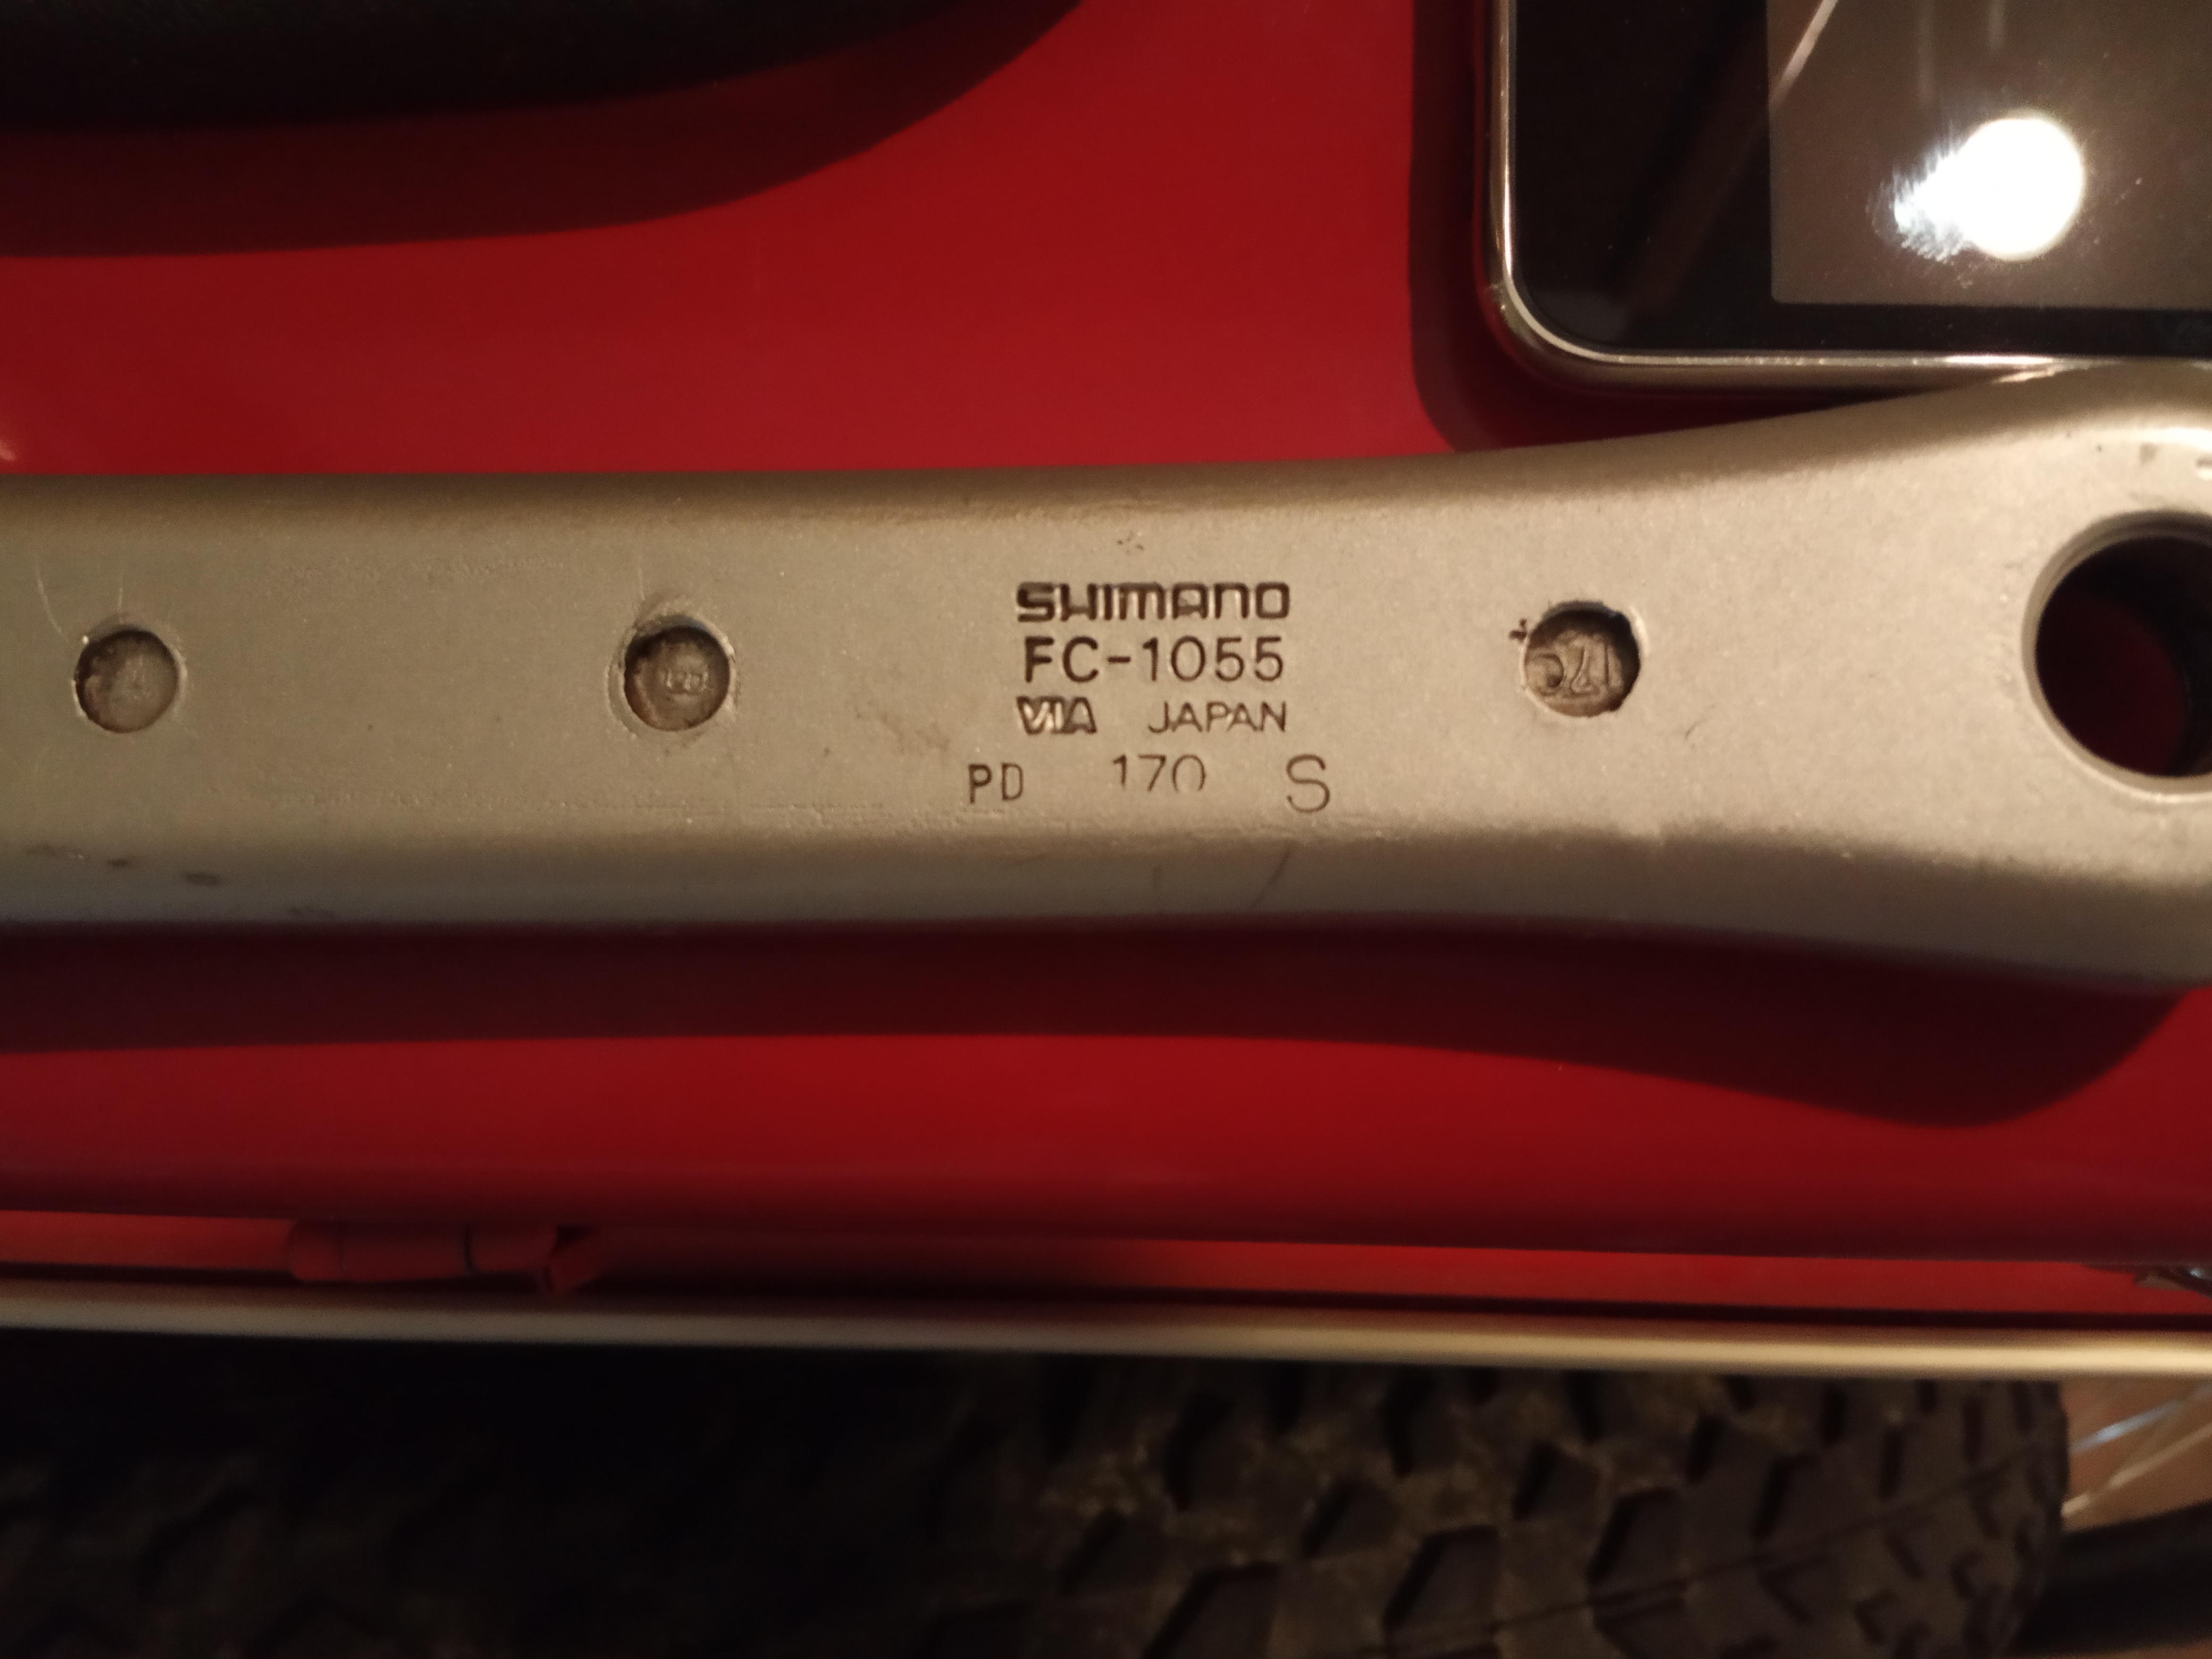 SHIMANO
FC-1055
VIA JAPAN
PD 170 S